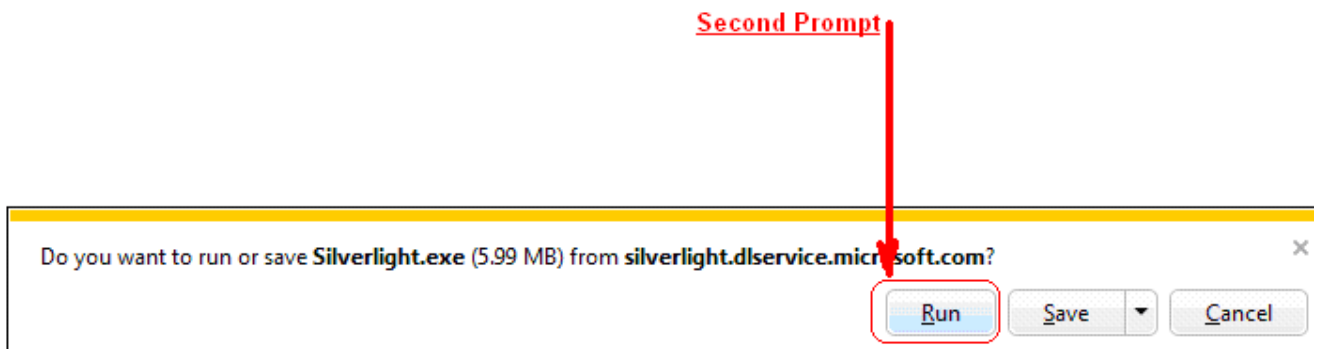 Second Prompt
Do you want to run or save Silverlight.exe (5.99 MB) from silverlight.dlservice.microsoft.com?
Run Save Cancel